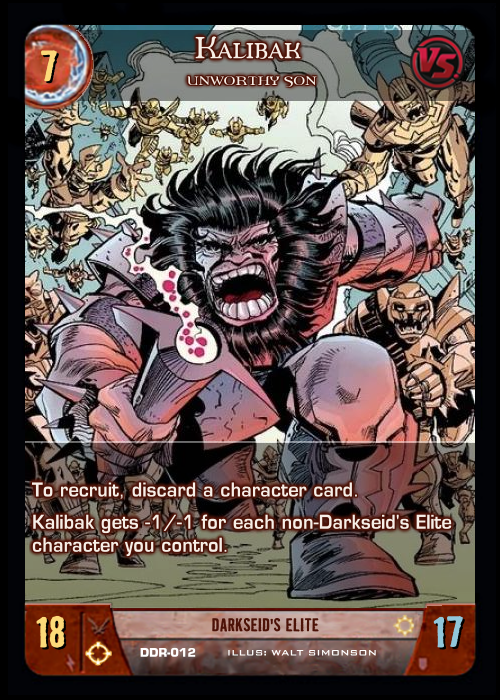 7
KALIBAK
UNWORTHY SON
VS
To recruit, discard a character card.
Kalibak gets -1/-1 for each non-Darkseid's Elite
character you control.
18
DARKSEID'S ELITE
17
DDR-012
ILLUS: WALT SIMONSON